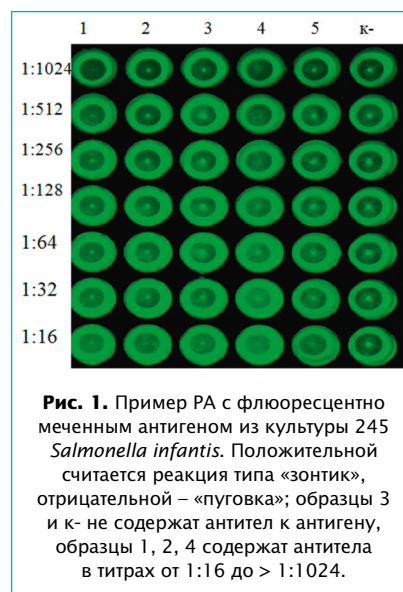 1 2 3 4 5 к-
1:1024
1:512
1:256
1:128
1:64
1:32
1:16
Рис. 1. Пример РА с флюоресцентно
меченным антигеном из культуры 245
Salmonella infantis. Положительной
считается реакция типа «зонтик»,
отрицательной – «пуговка»; образцы 3
и к- не содержат антител к антигену,
образцы 1, 2, 4 содержат антитела
в титрах от 1:16 до > 1:1024.